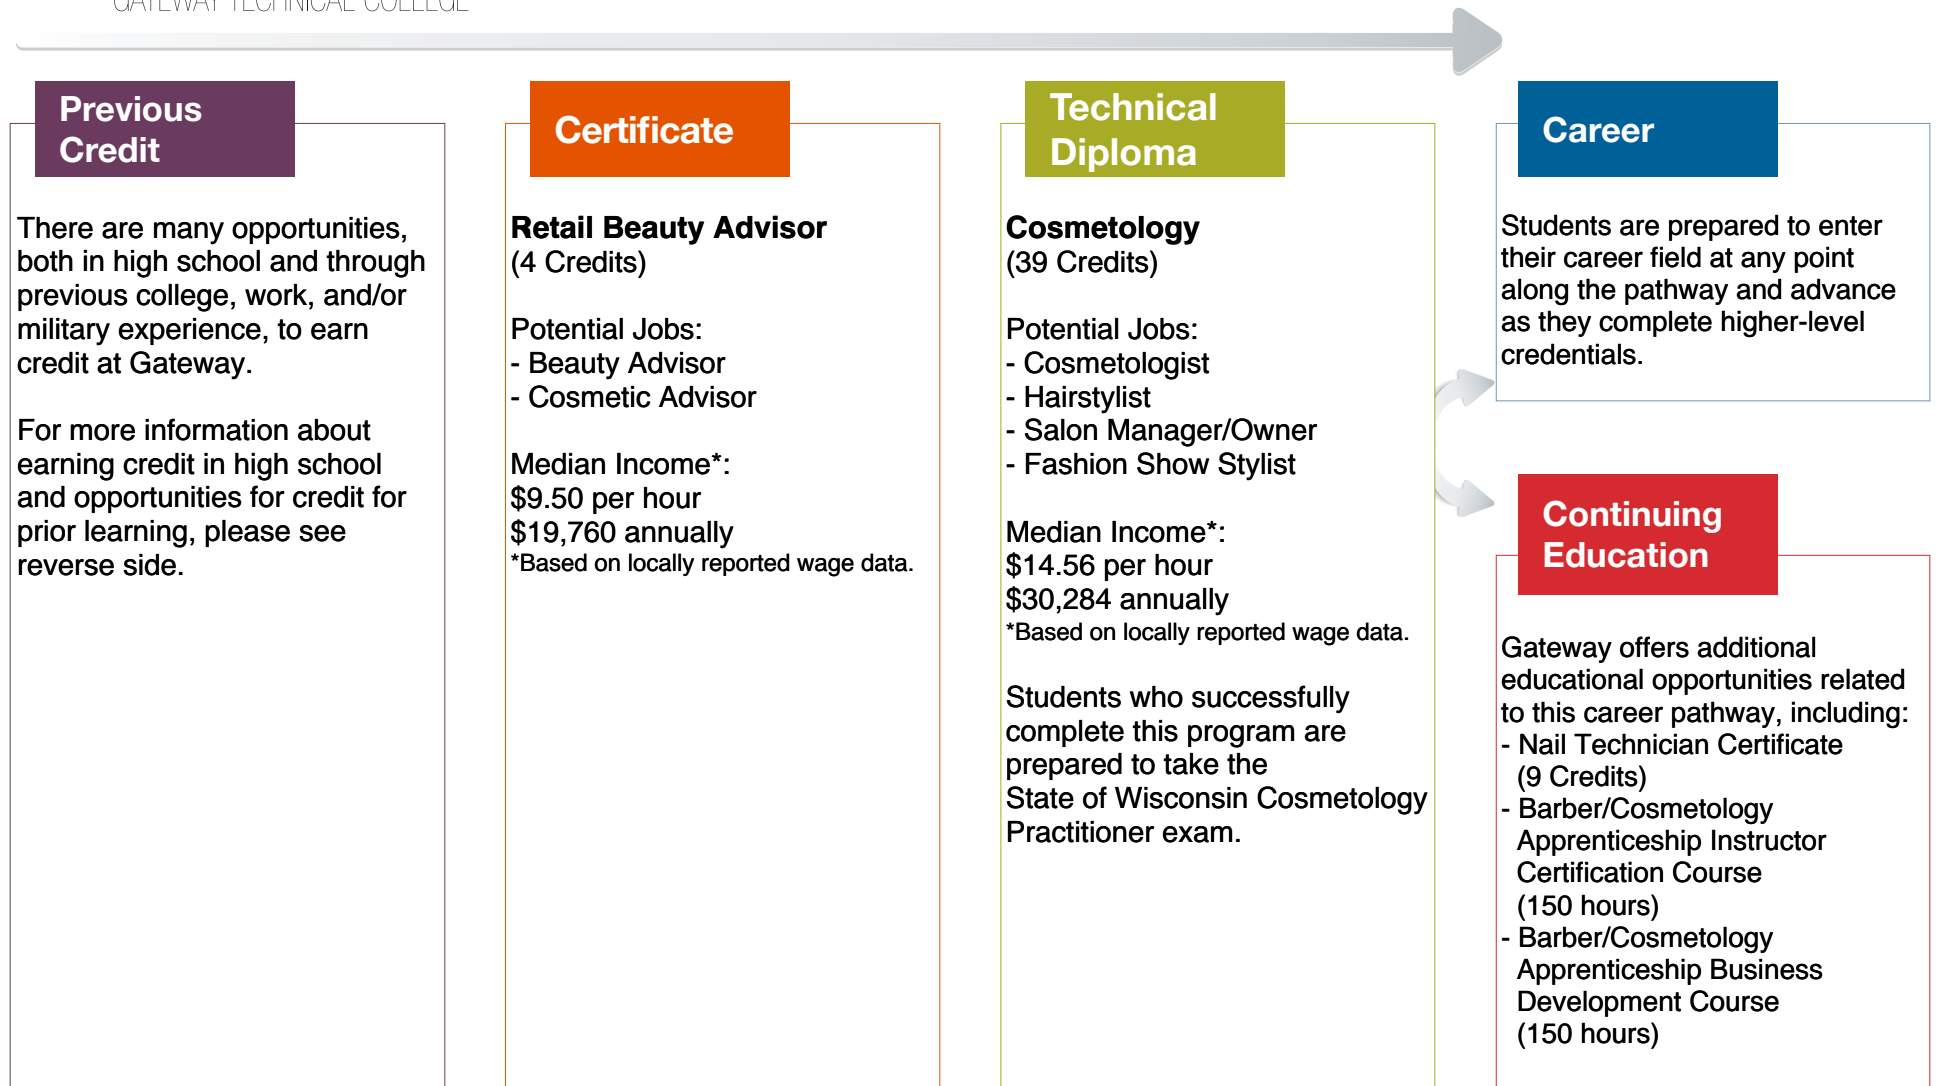 GATEWAY TECHNICAL COLLEGE
Previous
Credit
There are many opportunities,
both in high school and through
previous college, work, and/or
military experience, to earn
credit at Gateway.
For more information about
earning credit in high school
and opportunities for credit for
prior learning, please see
reverse side.
Certificate
Retail Beauty Advisor
(4 Credits)
Potential Jobs:
- Beauty Advisor
- Cosmetic Advisor
Median Income*:
$9.50 per hour
$19,760 annually
*Based on locally reported wage data.
Technical
Diploma
Cosmetology
(39 Credits)
Potential Jobs:
- Cosmetologist
- Hairstylist
- Salon Manager/Owner
- Fashion Show Stylist
Median Income*:
$14.56 per hour
$30,284 annually
*Based on locally reported wage data.
Students who successfully
complete this program are
prepared to take the
State of Wisconsin Cosmetology
Practitioner exam.
Career
Students are prepared to enter
their career field at any point
along the pathway and advance
as they complete higher-level
credentials.
Continuing
Education
Gateway offers additional
educational opportunities related
to this career pathway, including:
- Nail Technician Certificate
(9 Credits)
- Barber/Cosmetology
Apprenticeship Instructor
Certification Course
(150 hours)
- Barber/Cosmetology
Apprenticeship Business
Development Course
(150 hours)